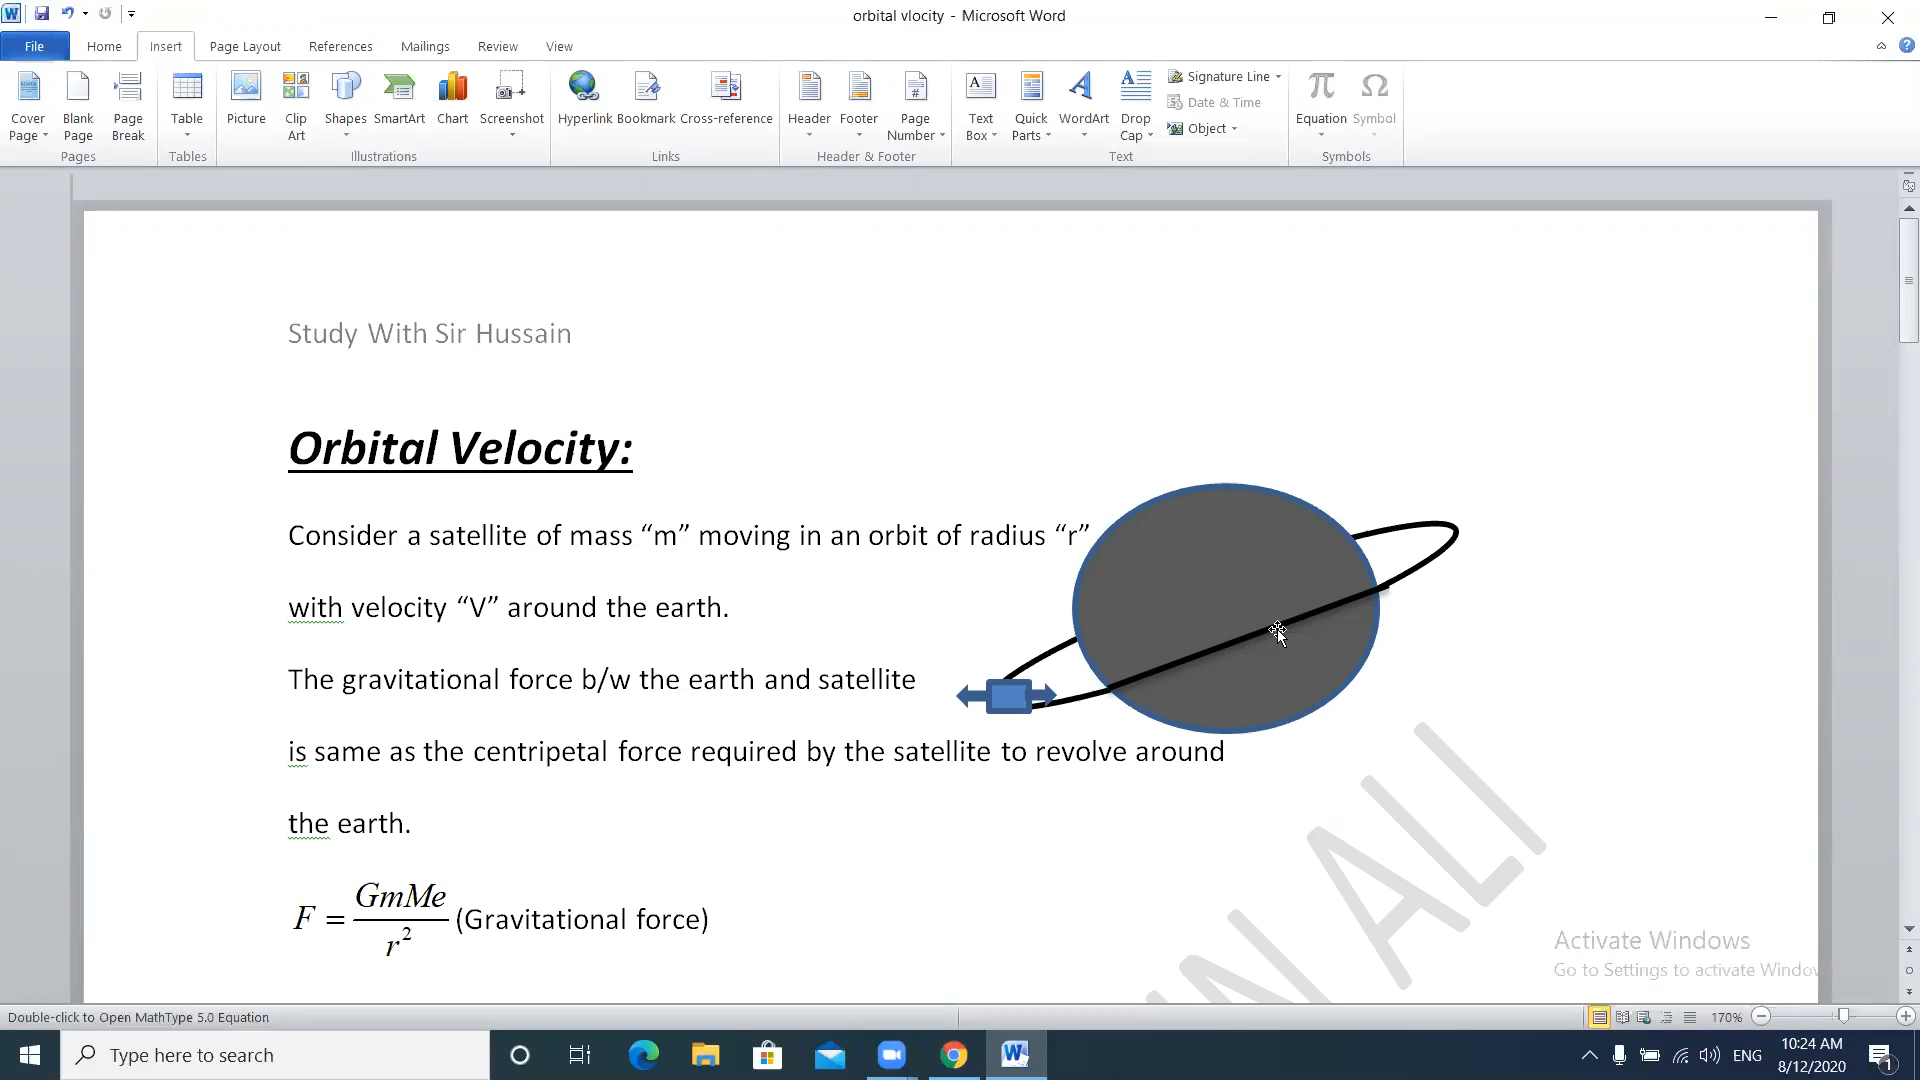 orbital vlocity - Microsoft Word
File Home Insert Page Layout References Mailings Review View
Cover Page Blank Page Page Break Table Picture Clip Art Shapes SmartArt Chart Screenshot Hyperlink Bookmark Cross-reference Header Footer Page Number Text Box Quick Parts WordArt Drop Cap Signature Line Date & Time Object Equation Symbol
Pages Tables Illustrations Links Header & Footer Text Symbols
Study With Sir Hussain
Orbital Velocity:
Consider a satellite of mass “m” moving in an orbit of radius “r”
with velocity “V” around the earth.
The gravitational force b/w the earth and satellite
is same as the centripetal force required by the satellite to revolve around
the earth.
F = GmMe / r² (Gravitational force)
IN ALI
Activate Windows
Go to Settings to activate Window
Double-click to Open MathType 5.0 Equation
170%
Type here to search
ENG
10:24 AM
8/12/2020
1